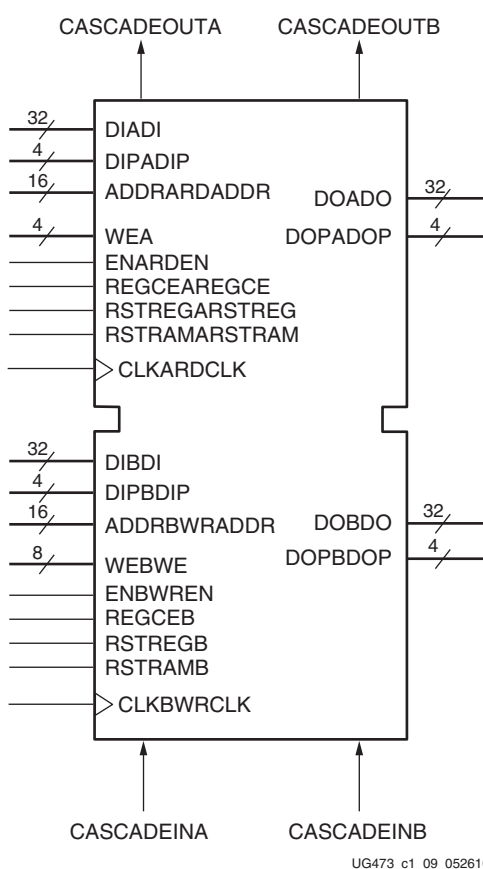 CASCADEOUTA CASCADEOUTB
32 DIADI
4 DIPADIP
16 ADDRARDADDR
DOADO 32
4 WEA
DOPADOP 4
ENARDEN
REGCEAREGCE
RSTREGARSTREG
RSTRAMARSTRAM
CLKARDCLK
32 DIBDI
4 DIPBDIP
16 ADDRBWRADDR
DOBDO 32
8 WEBWE
DOPBDOP 4
ENBWREN
REGCEB
RSTREGB
RSTRAMB
CLKBWRCLK
CASCADEINA CASCADEINB
UG473_c1_09_052610